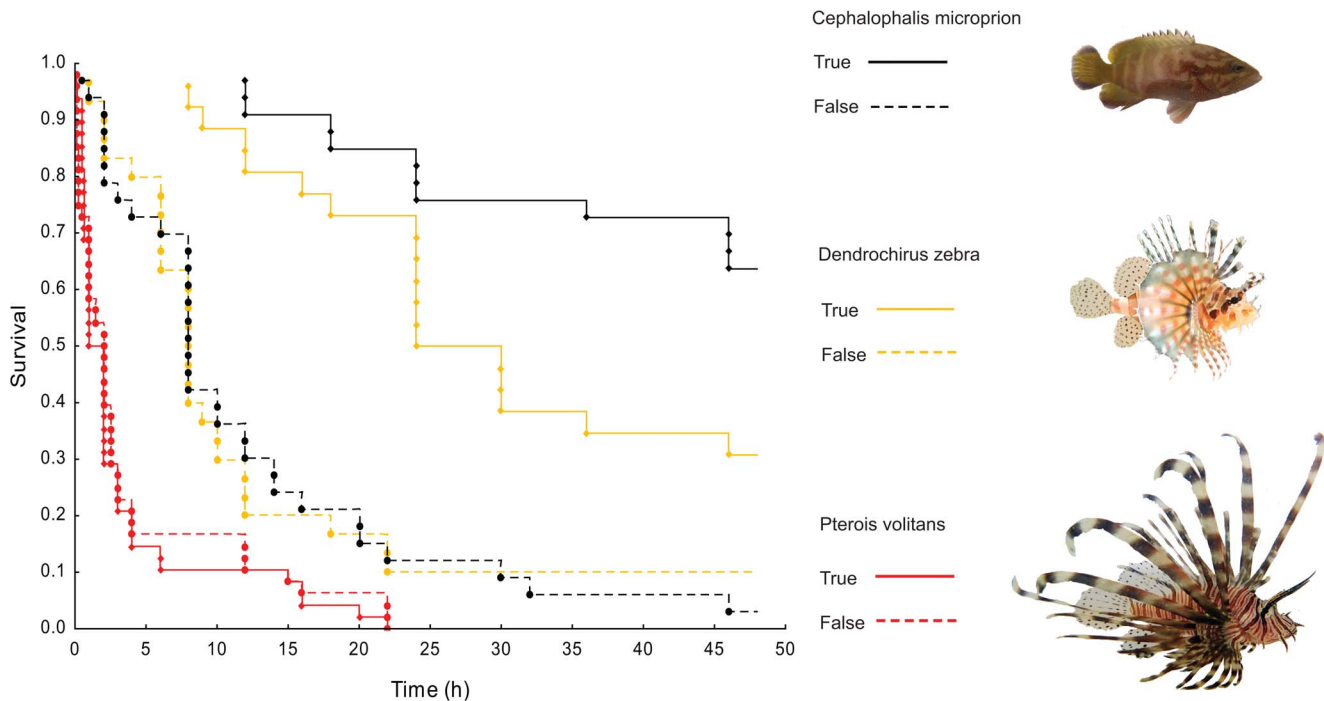 Cephalophalis microprion
True
False
Dendrochirus zebra
True
False
Pterois volitans
True
False
Survival
1.0
0.9
0.8
0.7
0.6
0.5
0.4
0.3
0.2
0.1
0.0
0 5 10 15 20 25 30 35 40 45 50
Time (h)